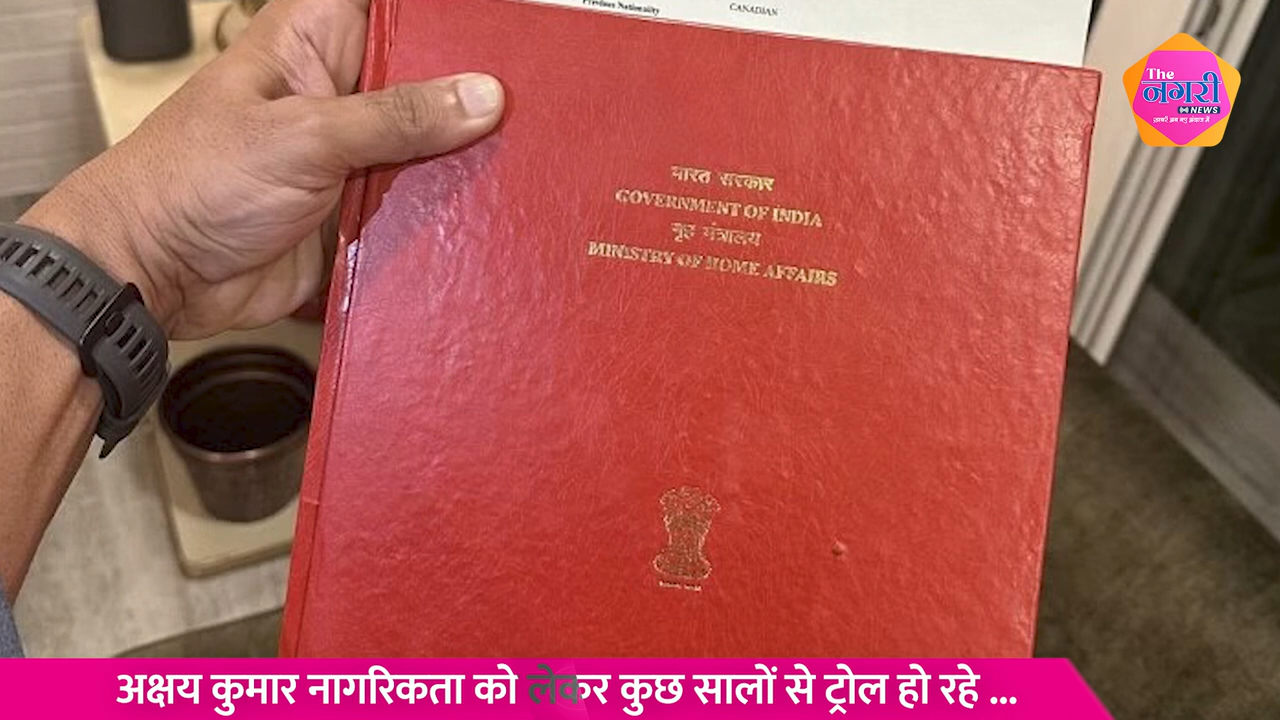 Previous Nationality CANADIAN
The
नगरी
NEWS
भारत सरकार
GOVERNMENT OF INDIA
गृह मंत्रालय
MINISTRY OF HOME AFFAIRS
अक्षय कुमार नागरिकता को लेकर कुछ सालों से ट्रोल हो रहे ...